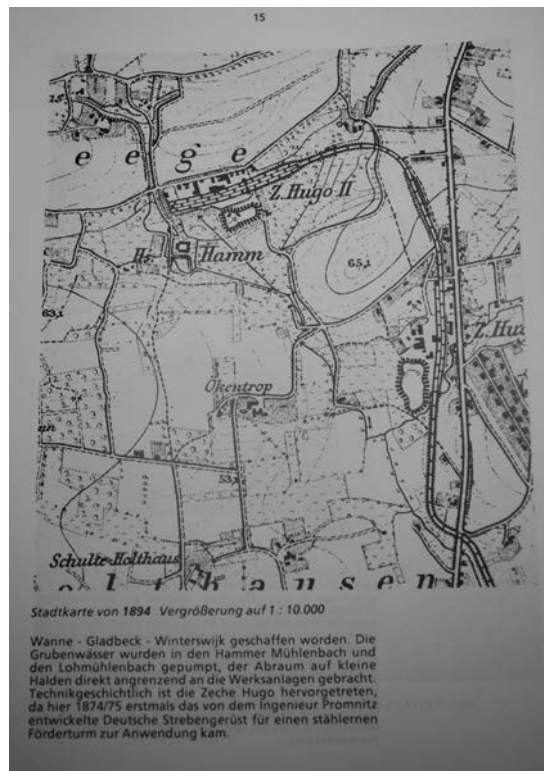 15
e e g e
Z. Hugo II
Hs
Hamm
65,1
63,1
Z. Hu
Ökentrop
nn
53,1
Schulte-Holthaus
o l t h a u s e n
Stadtkarte von 1894 Vergrößerung auf 1 : 10.000
Wanne - Gladbeck - Winterswijk geschaffen worden. Die
Grubenwässer wurden in den Hammer Mühlenbach und
den Lohmühlenbach gepumpt, der Abraum auf kleine
Halden direkt angrenzend an die Werksanlagen gebracht.
Technikgeschichtlich ist die Zeche Hugo hervorgetreten,
da hier 1874/75 erstmals das von dem Ingenieur Promnitz
entwickelte Deutsche Strebengerüst für einen stählernen
Förderturm zur Anwendung kam.